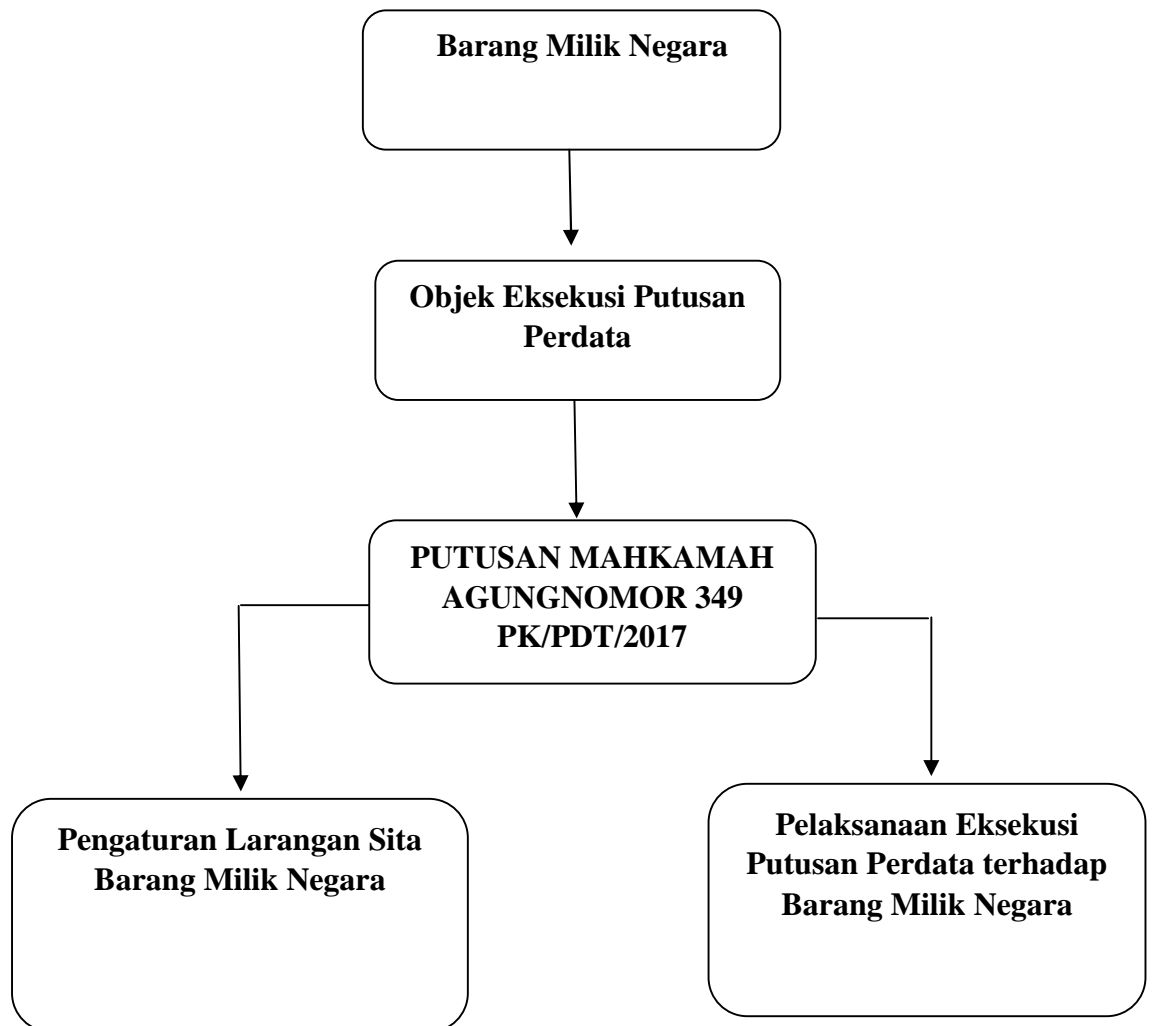 Barang Milik Negara
Objek Eksekusi Putusan
Perdata
PUTUSAN MAHKAMAH
AGUNGNOMOR 349
PK/PDT/2017
Pengaturan Larangan Sita
Barang Milik Negara
Pelaksanaan Eksekusi
Putusan Perdata terhadap
Barang Milik Negara